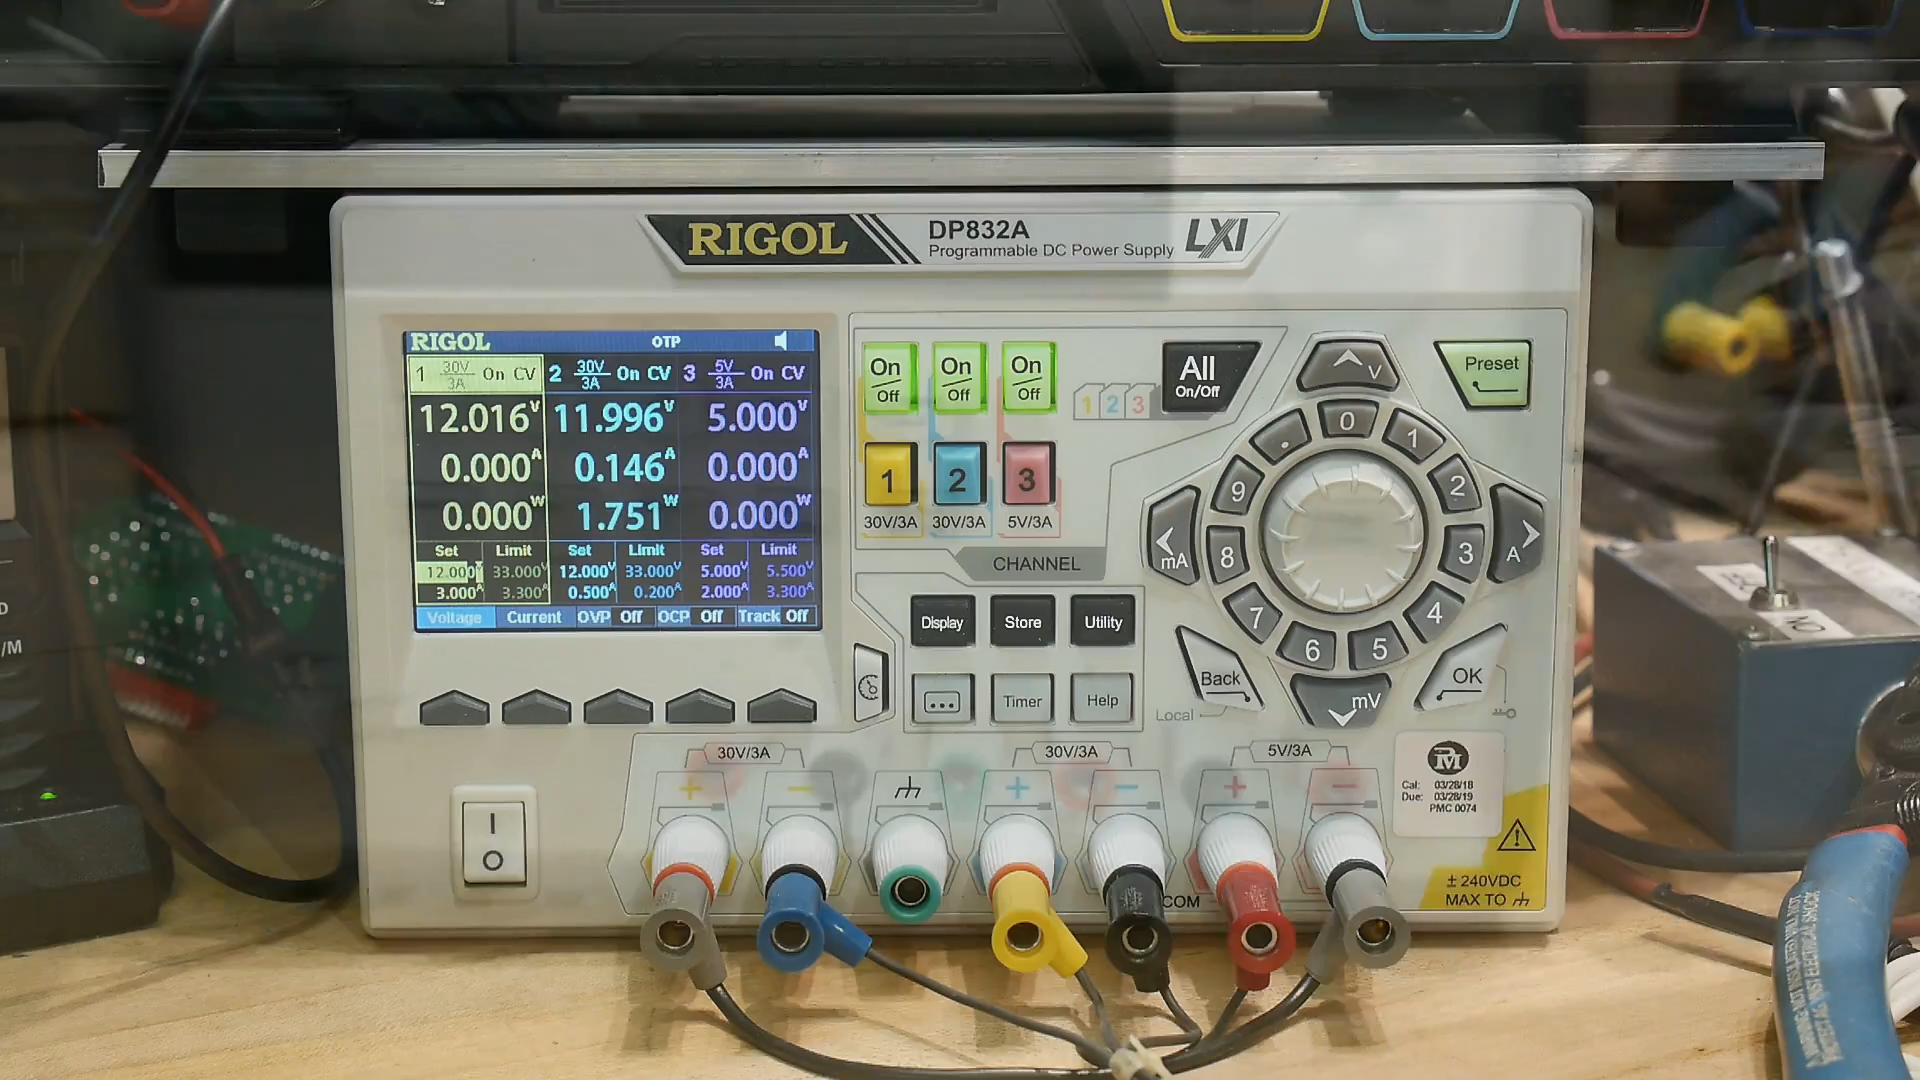 RIGOL
DP832A
Programmable DC Power Supply
LXI
RIGOL OTP
1 30V/3A On CV 2 30V/3A On CV 3 5V/3A On CV
12.016V 11.996V 5.000V
0.000A 0.146A 0.000A
0.000W 1.751W 0.000W
Set Limit Set Limit Set Limit
12.000V 33.000V 12.000V 33.000V 5.000V 5.500V
3.000A 3.300A 0.500A 0.200A 2.000A 3.300A
Voltage Current OVP Off OCP Off Track Off
On/Off On/Off On/Off
1 2 3
All
On/Off
1 2 3
30V/3A 30V/3A 5V/3A
CHANNEL
Display Store Utility
... Timer Help
V
Preset
0
1
2
3
4
5
6
7
8
9
.
mA
A
mV
Back
OK
Local
30V/3A 30V/3A 5V/3A
+ − + − + −
I
O
Cal: 03/28/18
Due: 03/28/19
PMC 0074
COM
± 240VDC
MAX TO
NO
D
/M